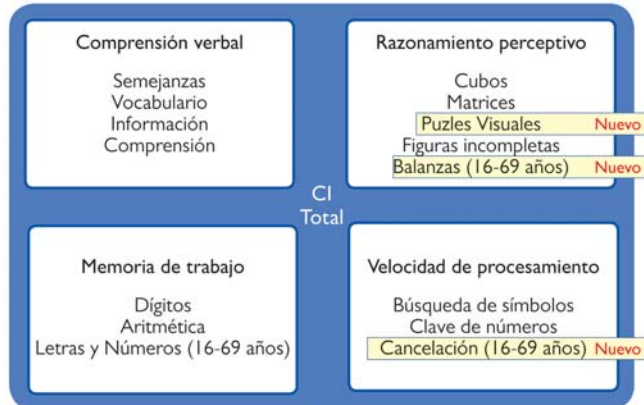 Comprensión verbal
Semejanzas
Vocabulario
Información
Comprensión
Razonamiento perceptivo
Cubos
Matrices
Puzles Visuales Nuevo
Figuras incompletas
Balanzas (16-69 años) Nuevo
CI
Total
Memoria de trabajo
Dígitos
Aritmética
Letras y Números (16-69 años)
Velocidad de procesamiento
Búsqueda de símbolos
Clave de números
Cancelación (16-69 años) Nuevo